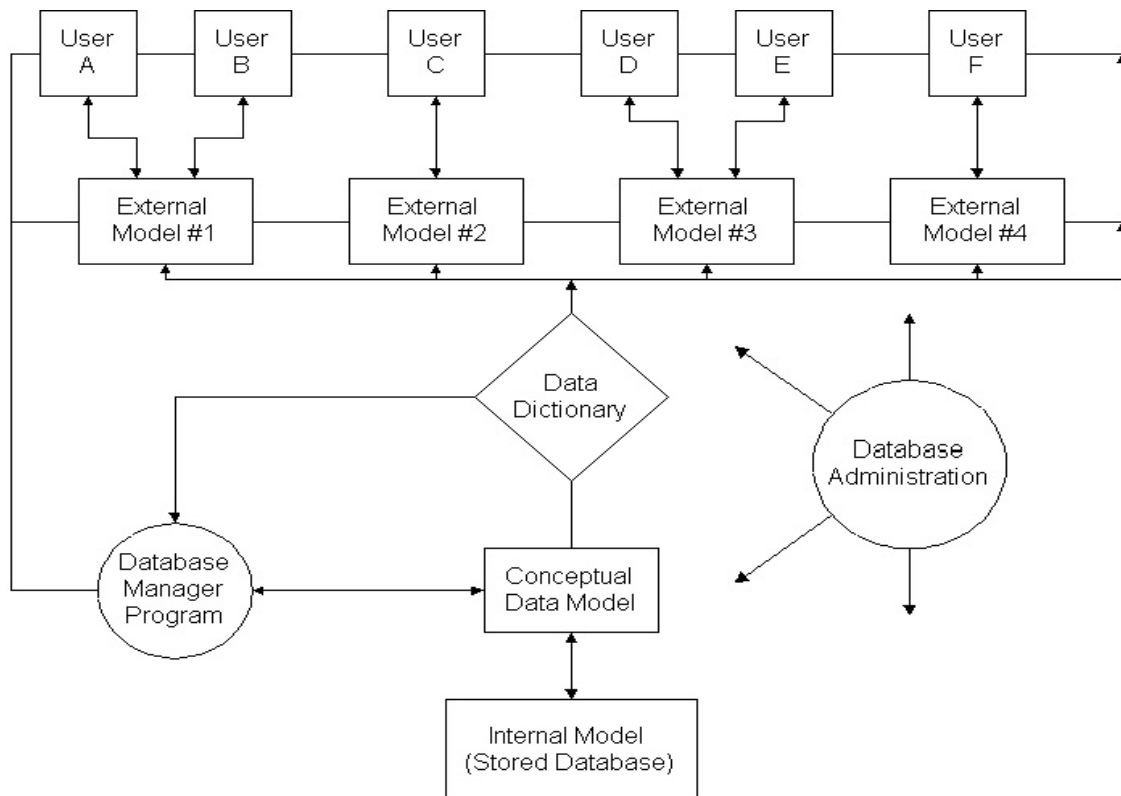 User
A
User
B
User
C
User
D
User
E
User
F
External
Model #1
External
Model #2
External
Model #3
External
Model #4
Data
Dictionary
Database
Administration
Database
Manager
Program
Conceptual
Data Model
Internal Model
(Stored Database)